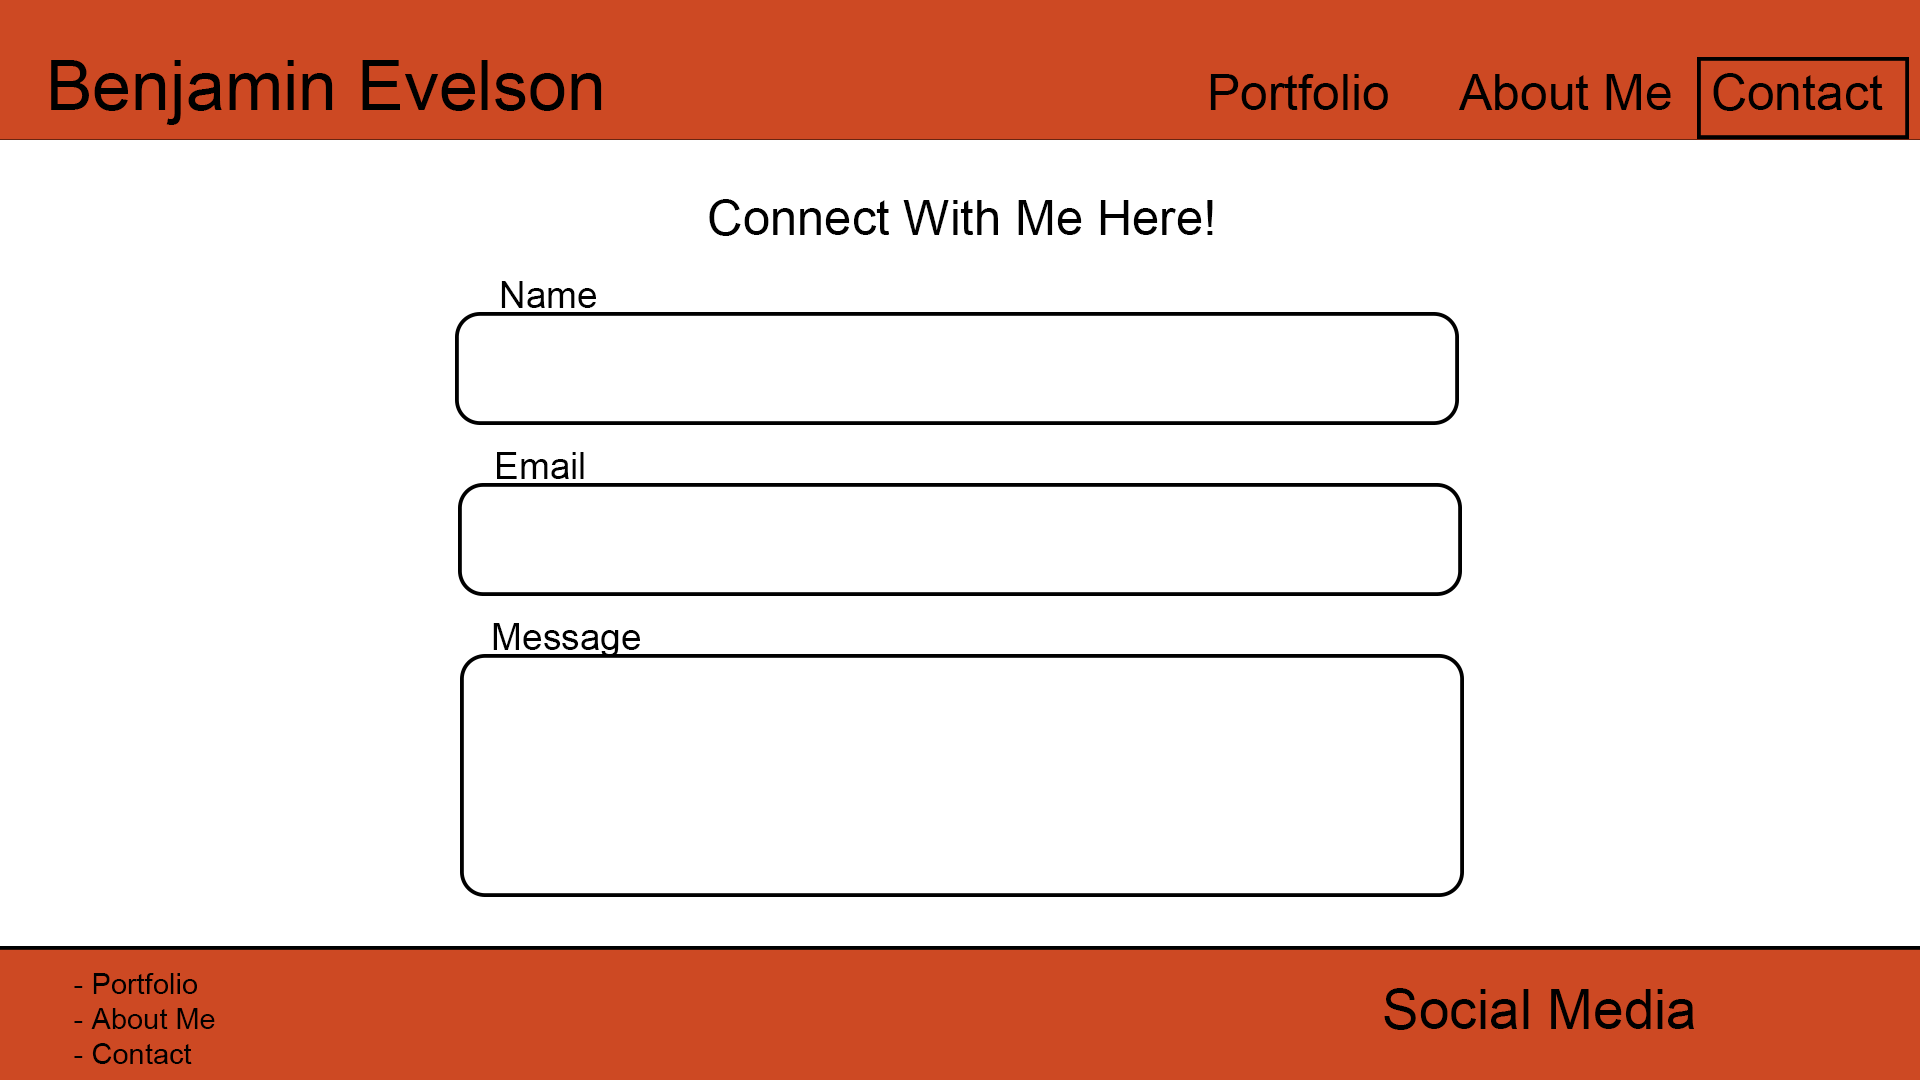 Benjamin Evelson
Portfolio
About Me
Contact
Connect With Me Here!
Name
Email
Message
- Portfolio
- About Me
- Contact
Social Media